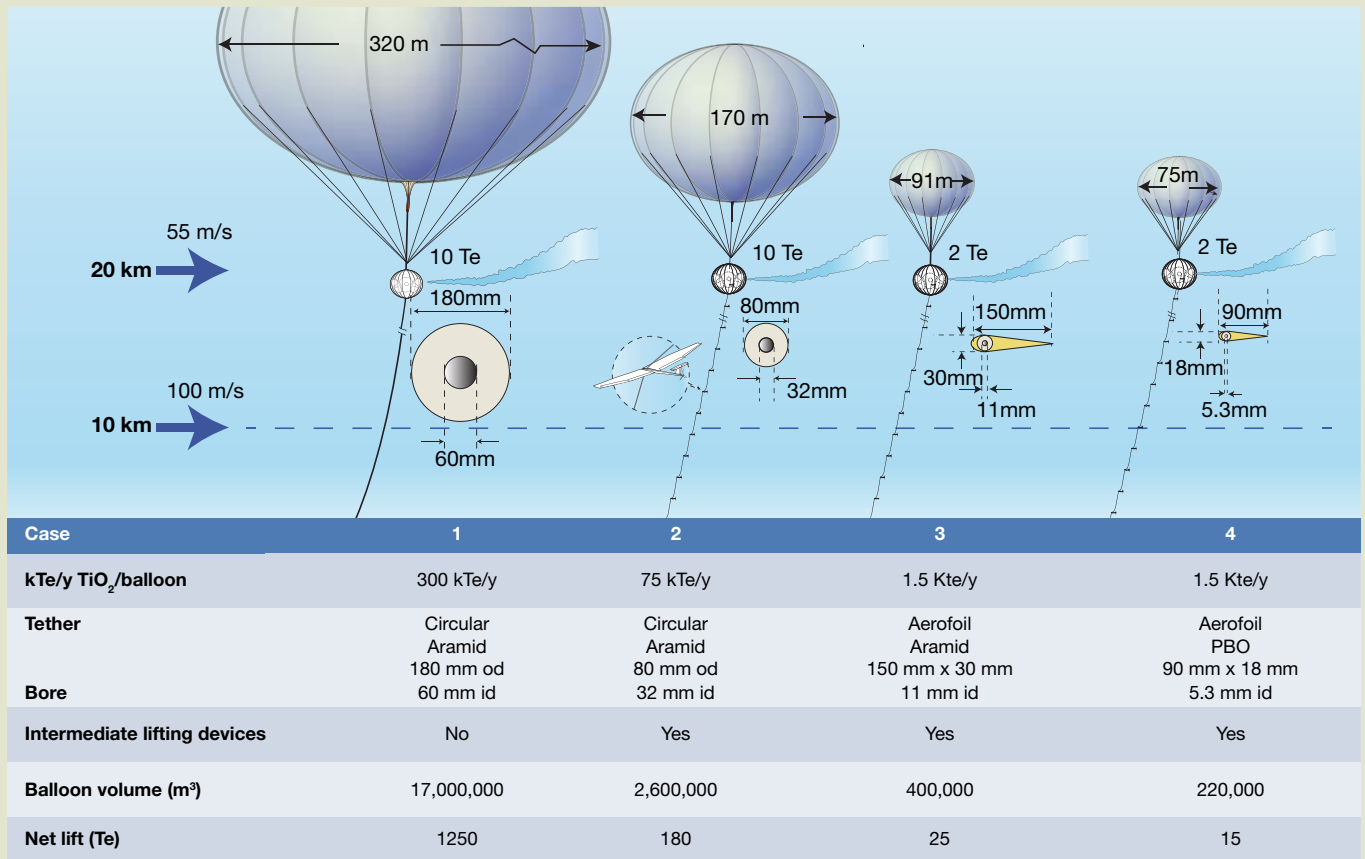 320 m
170 m
91m
75m
55 m/s
20 km
10 Te
10 Te
2 Te
2 Te
180mm
80mm
150mm
90mm
30mm
18mm
32mm
11mm
5.3mm
100 m/s
10 km
60mm
Case 1 2 3 4
kTe/y TiO₂/balloon 300 kTe/y 75 kTe/y 1.5 Kte/y 1.5 Kte/y
Tether Circular Circular Aerofoil Aerofoil
Aramid Aramid Aramid PBO
180 mm od 80 mm od 150 mm x 30 mm 90 mm x 18 mm
Bore 60 mm id 32 mm id 11 mm id 5.3 mm id
Intermediate lifting devices No Yes Yes Yes
Balloon volume (m³) 17,000,000 2,600,000 400,000 220,000
Net lift (Te) 1250 180 25 15